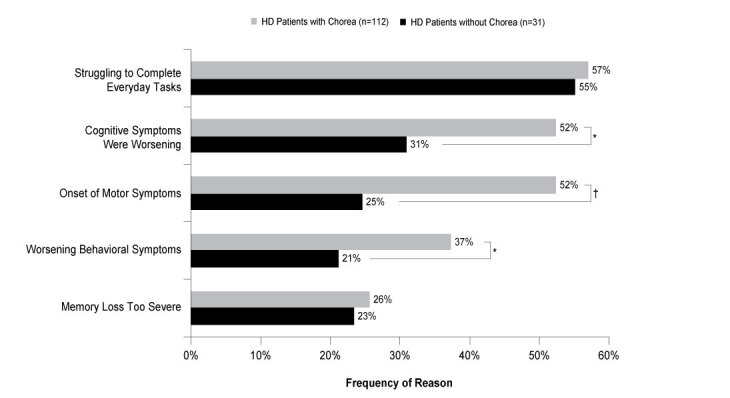 HD Patients with Chorea (n=112) HD Patients without Chorea (n=31)
Struggling to Complete
Everyday Tasks
57%
55%
Cognitive Symptoms
Were Worsening
52%
31%
*
Onset of Motor Symptoms
52%
25%
†
Worsening Behavioral Symptoms
37%
21%
*
Memory Loss Too Severe
26%
23%
0% 10% 20% 30% 40% 50% 60%
Frequency of Reason